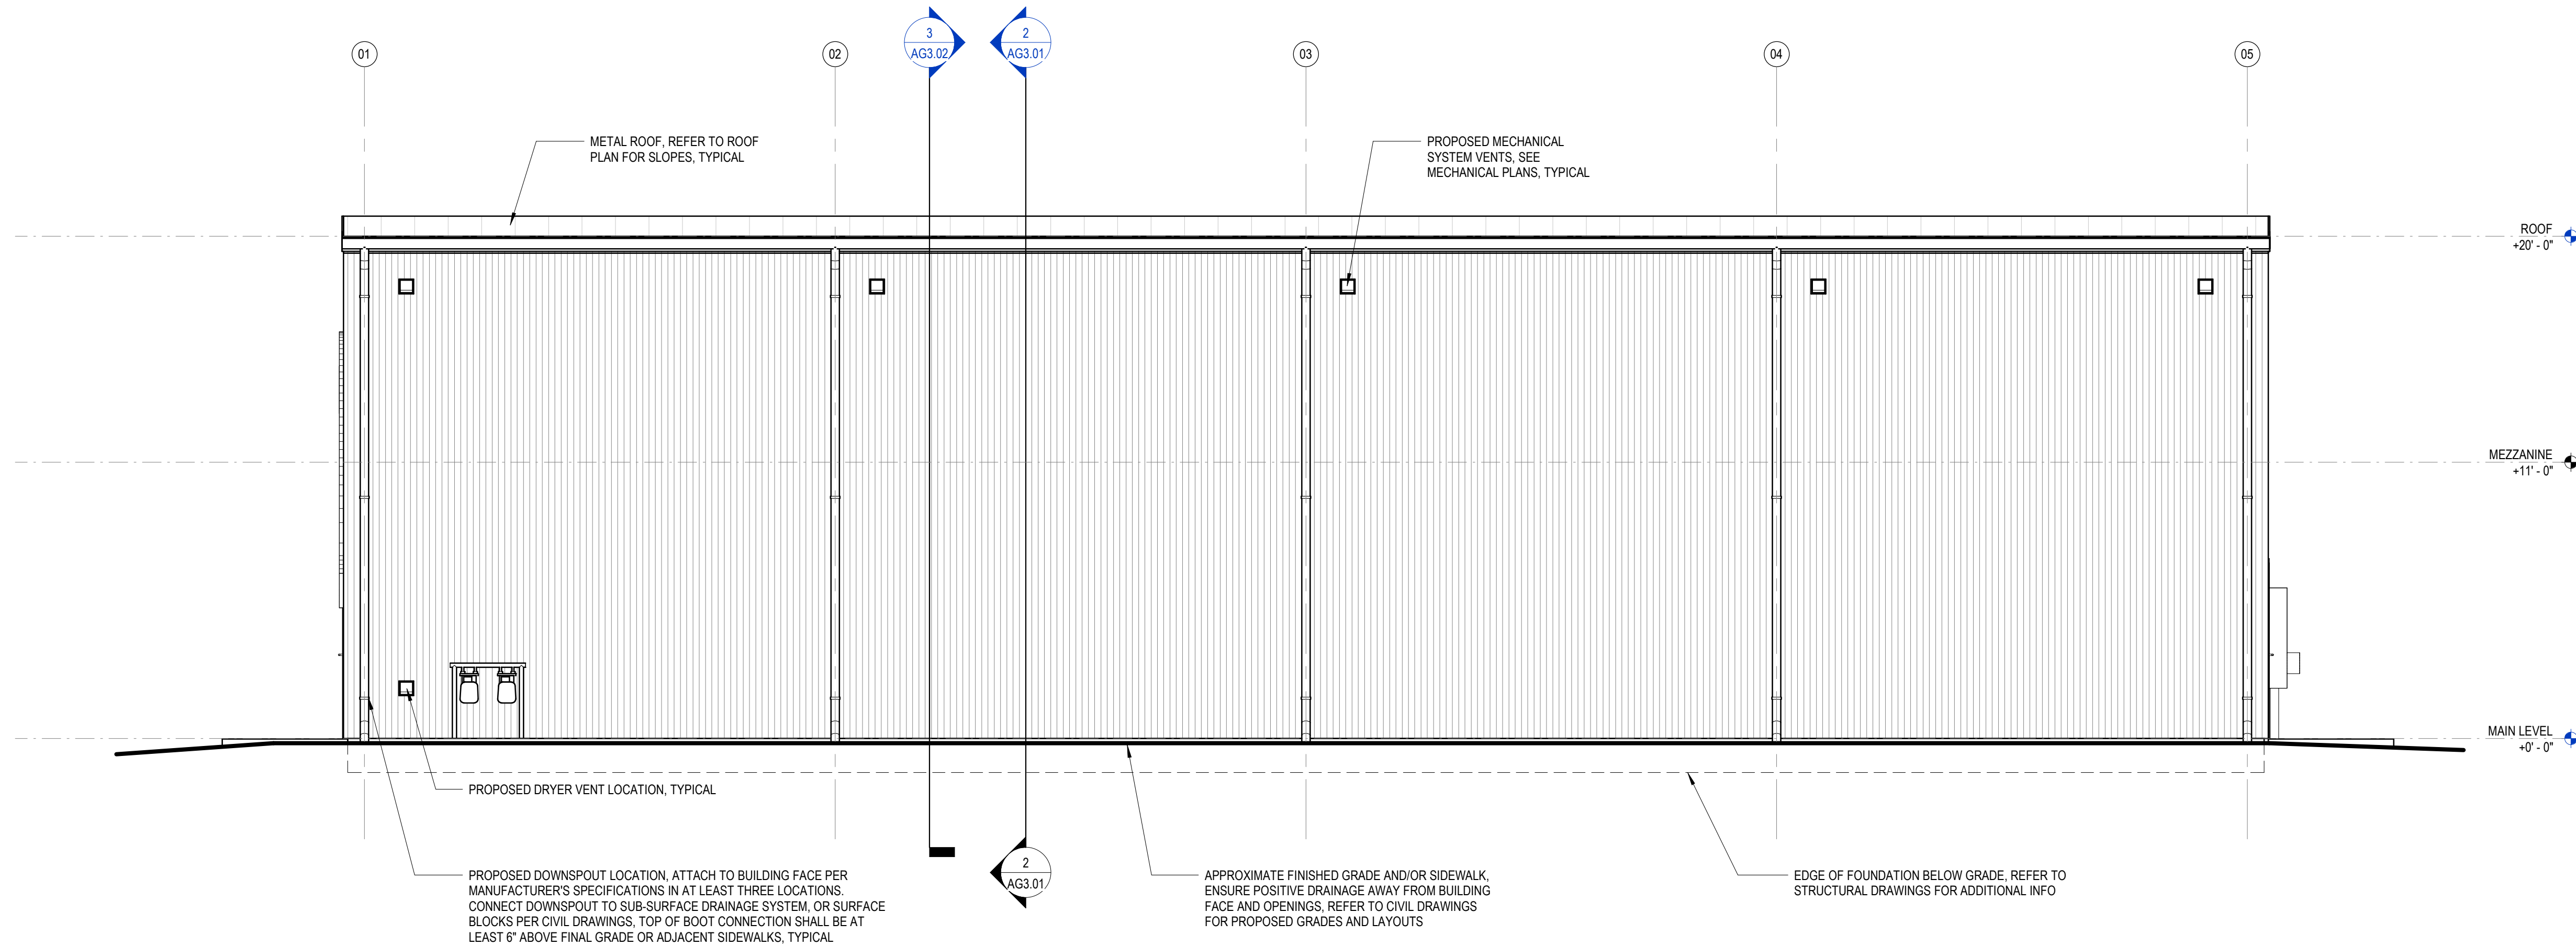 3
AG3.02
2
AG3.01
01
02
03
04
05
METAL ROOF, REFER TO ROOF
PLAN FOR SLOPES, TYPICAL
PROPOSED MECHANICAL
SYSTEM VENTS, SEE
MECHANICAL PLANS, TYPICAL
ROOF
+20' - 0"
MEZZANINE
+11' - 0"
MAIN LEVEL
+0' - 0"
PROPOSED DRYER VENT LOCATION, TYPICAL
2
AG3.01
PROPOSED DOWNSPOUT LOCATION, ATTACH TO BUILDING FACE PER
MANUFACTURER'S SPECIFICATIONS IN AT LEAST THREE LOCATIONS.
CONNECT DOWNSPOUT TO SUB-SURFACE DRAINAGE SYSTEM, OR SURFACE
BLOCKS PER CIVIL DRAWINGS, TOP OF BOOT CONNECTION SHALL BE AT
LEAST 6" ABOVE FINAL GRADE OR ADJACENT SIDEWALKS, TYPICAL
APPROXIMATE FINISHED GRADE AND/OR SIDEWALK,
ENSURE POSITIVE DRAINAGE AWAY FROM BUILDING
FACE AND OPENINGS, REFER TO CIVIL DRAWINGS
FOR PROPOSED GRADES AND LAYOUTS
EDGE OF FOUNDATION BELOW GRADE, REFER TO
STRUCTURAL DRAWINGS FOR ADDITIONAL INFO